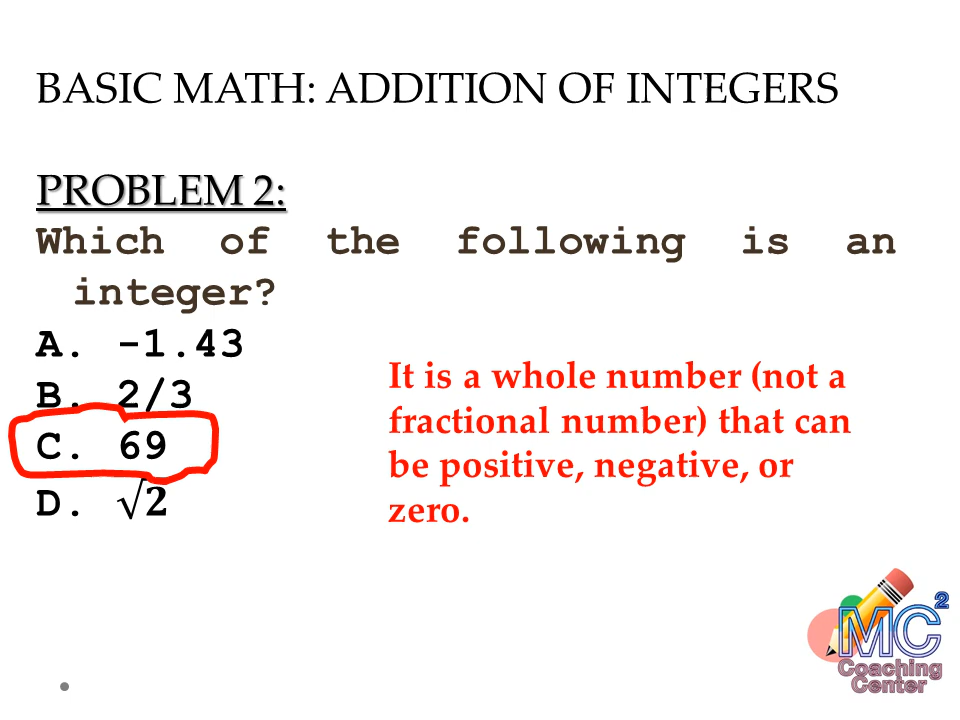 BASIC MATH: ADDITION OF INTEGERS
PROBLEM 2:
Which of the following is an
integer?
A. -1.43
B. 2/3
C. 69
D. √2
It is a whole number (not a
fractional number) that can
be positive, negative, or
zero.
MC²
Coaching
Center